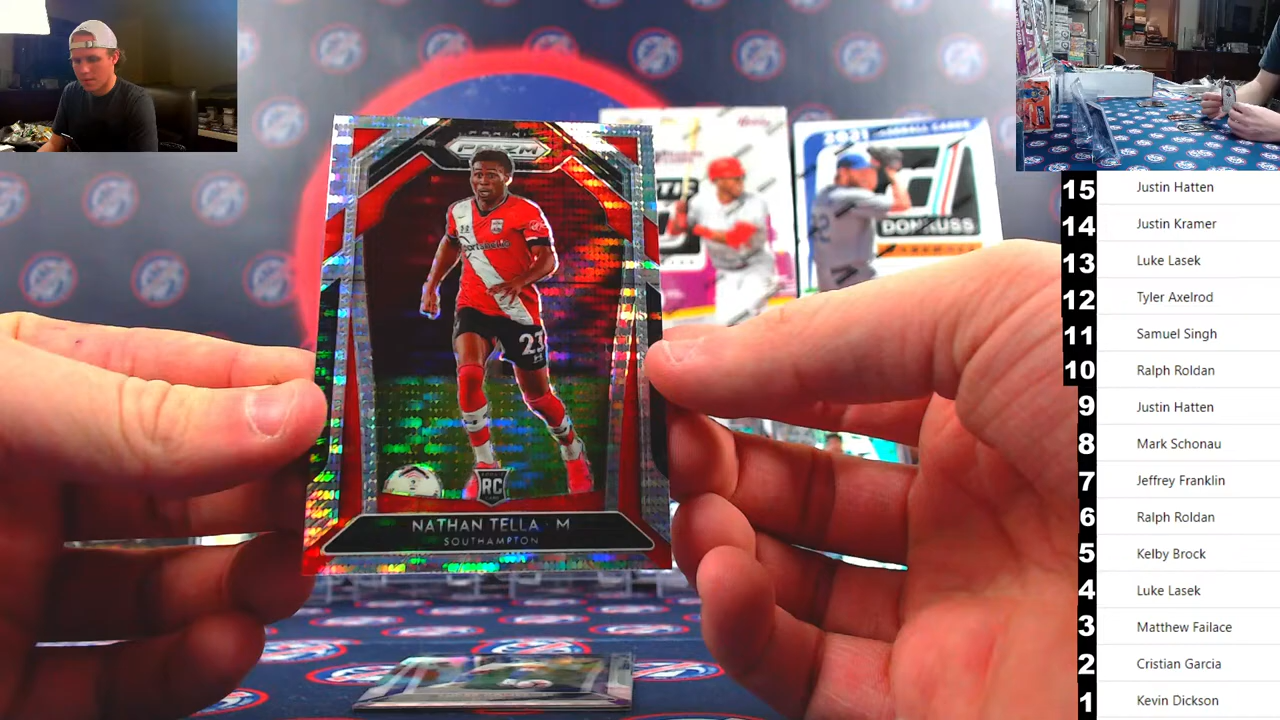 PRIZM
23
RC
NATHAN TELLA M
SOUTHAMPTON
2021
DONRUSS
15 Justin Hatten
14 Justin Kramer
13 Luke Lasek
12 Tyler Axelrod
11 Samuel Singh
10 Ralph Roldan
9 Justin Hatten
8 Mark Schonau
7 Jeffrey Franklin
6 Ralph Roldan
5 Kelby Brock
4 Luke Lasek
3 Matthew Failace
2 Cristian Garcia
1 Kevin Dickson